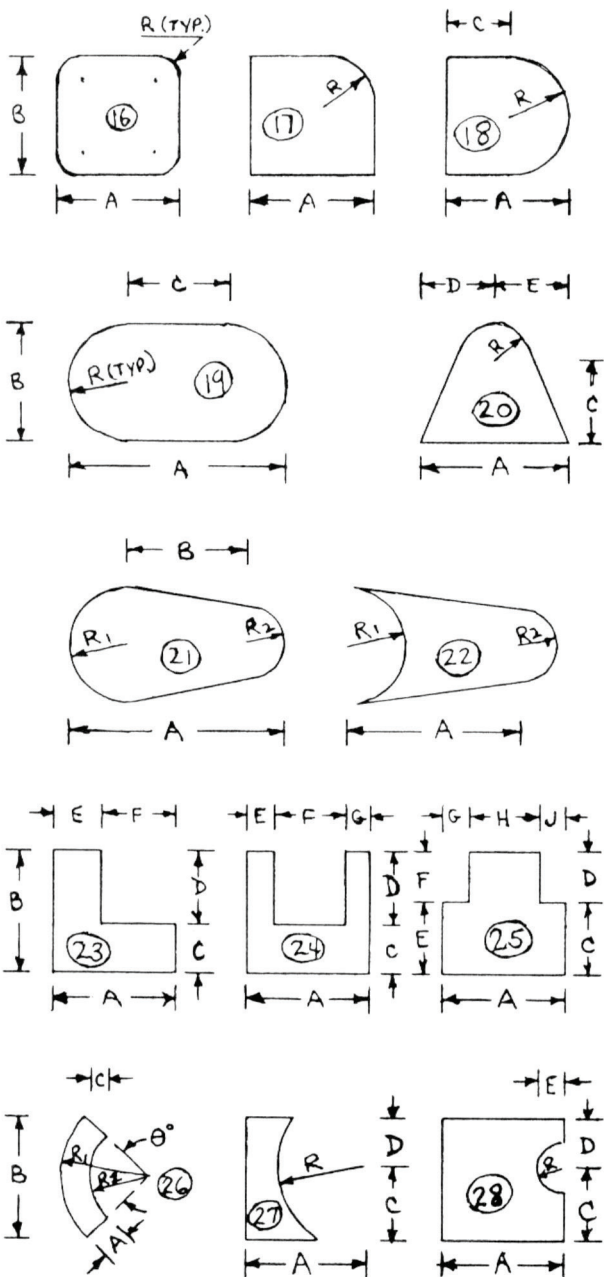 R (TYP.)
C
B
16
17
R
18
R
A
A
A
C
D
E
B
R (TYP.)
19
R
20
C
A
A
B
R1
21
R2
R1
22
R2
A
A
E
F
E
F
G
G
H
J
B
D
D
F
D
23
C
24
C
E
25
C
A
A
A
C
E
B
R1
R2
θ°
26
A
R
27
D
C
R
28
D
C
A
A